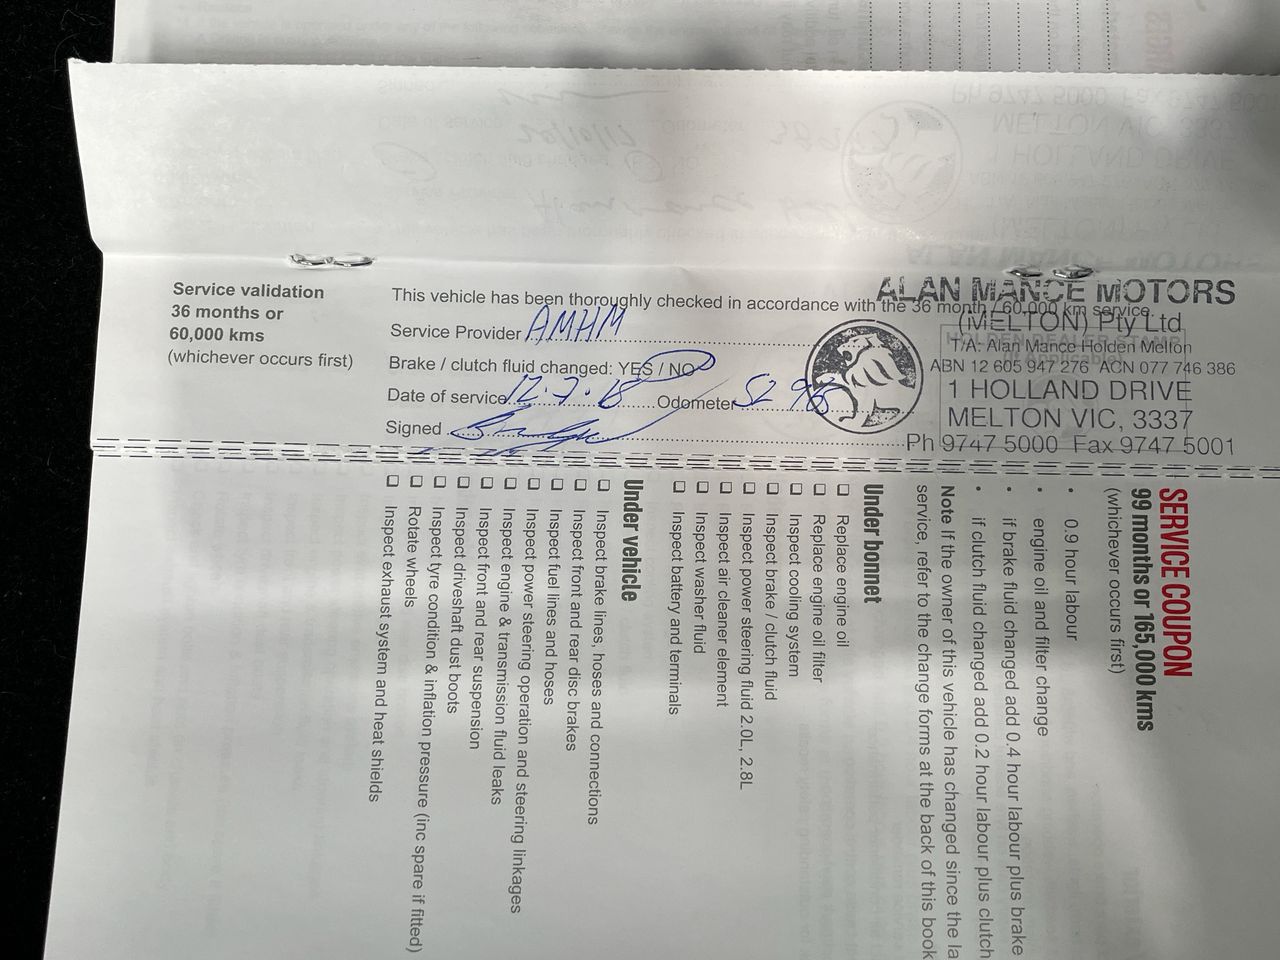 Service validation
36 months or
60,000 kms
(whichever occurs first)
This vehicle has been thoroughly checked in accordance with the 36 month / 60,000 km service.
Service Provider AMHM
Brake / clutch fluid changed: YES / NO
Date of service 12.7.18 Odometer
Signed
ALAN MANCE MOTORS
(MELTON) Pty Ltd
T/A: Alan Mance Holden Melton
ABN 12 605 947 276 ACN 077 746 386
1 HOLLAND DRIVE
MELTON VIC, 3337
Ph 9747 5000 Fax 9747 5001
SERVICE COUPON
99 months or 165,000 kms
(whichever occurs first)
• 0.9 hour labour
• engine oil and filter change
• if brake fluid changed add 0.4 hour labour plus brake
• if clutch fluid changed add 0.2 hour labour plus clutch
Note If the owner of this vehicle has changed since the la
service, refer to the change forms at the back of this book
Under bonnet
❑ Replace engine oil
❑ Replace engine oil filter
❑ Inspect cooling system
❑ Inspect brake / clutch fluid
❑ Inspect power steering fluid 2.0L, 2.8L
❑ Inspect air cleaner element
❑ Inspect washer fluid
❑ Inspect battery and terminals
Under vehicle
❑ Inspect brake lines, hoses and connections
❑ Inspect front and rear disc brakes
❑ Inspect fuel lines and hoses
❑ Inspect power steering operation and steering linkages
❑ Inspect engine & transmission fluid leaks
❑ Inspect front and rear suspension
❑ Inspect driveshaft dust boots
❑ Inspect tyre condition & inflation pressure (inc spare if fitted)
❑ Rotate wheels
❑ Inspect exhaust system and heat shields